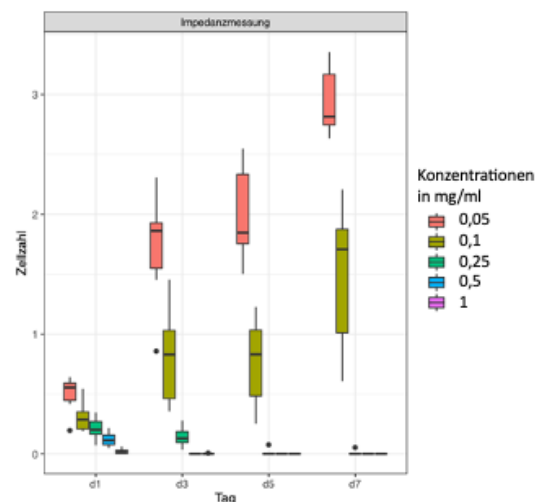 Impedanzmessung
3
2
1
0
Zellzahl
d1 d3 d5 d7
Tag
Konzentrationen
in mg/ml
0,05
0,1
0,25
0,5
1